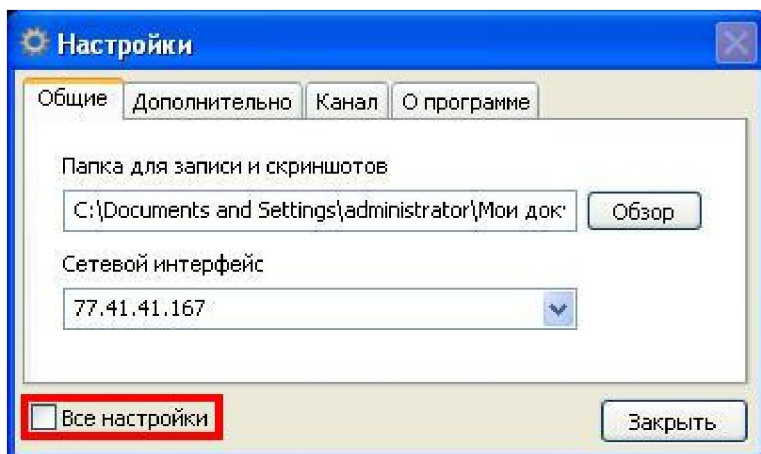 Настройки
Общие Дополнительно Канал О программе
Папка для записи и скриншотов
C:\Documents and Settings\administrator\Мои док Обзор
Сетевой интерфейс
77.41.41.167
Все настройки Закрыть